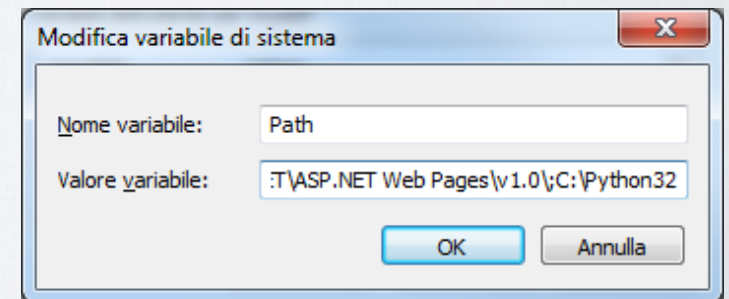 Modifica variabile di sistema
Nome variabile: Path
Valore variabile: :T\ASP.NET Web Pages\v1.0\;C:\Python32
OK Annulla